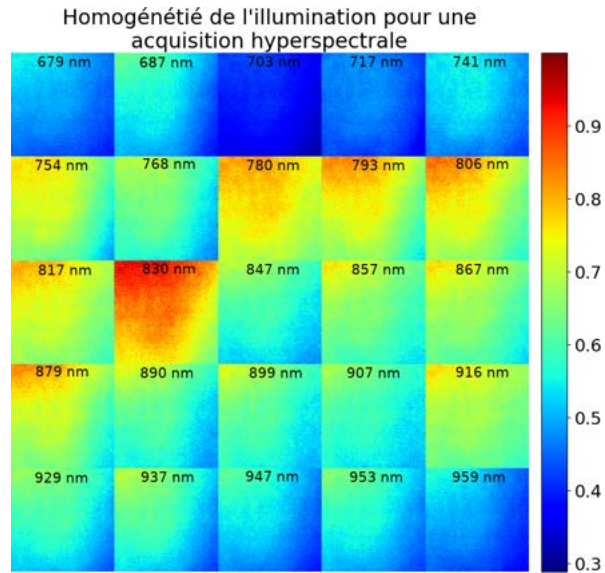 Homogénétié de l'illumination pour une
acquisition hyperspectrale
679 nm 687 nm 703 nm 717 nm 741 nm
754 nm 768 nm 780 nm 793 nm 806 nm
817 nm 830 nm 847 nm 857 nm 867 nm
879 nm 890 nm 899 nm 907 nm 916 nm
929 nm 937 nm 947 nm 953 nm 959 nm
0.9
0.8
0.7
0.6
0.5
0.4
0.3